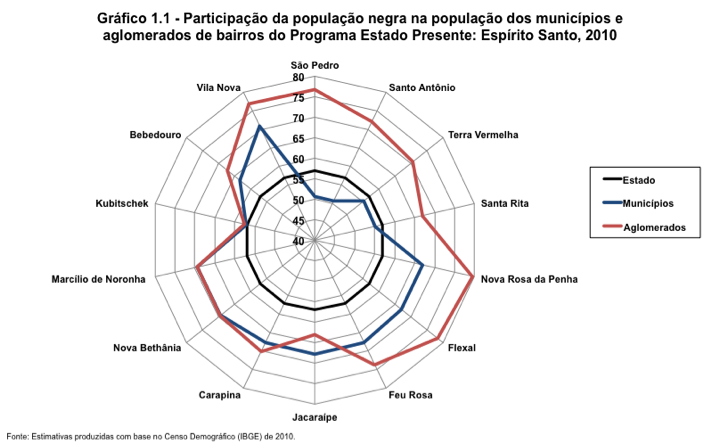 Gráfico 1.1 - Participação da população negra na população dos municípios e
aglomerados de bairros do Programa Estado Presente: Espírito Santo, 2010
São Pedro
Vila Nova
80
Santo Antônio
75
70
Bebedouro
65
Terra Vermelha
60
55
Kubitschek
50
Santa Rita
45
40
Estado
Municípios
Aglomerados
Marcílio de Noronha
Nova Rosa da Penha
Nova Bethânia
Flexal
Carapina
Feu Rosa
Jacaraípe
Fonte: Estimativas produzidas com base no Censo Demográfico (IBGE) de 2010.